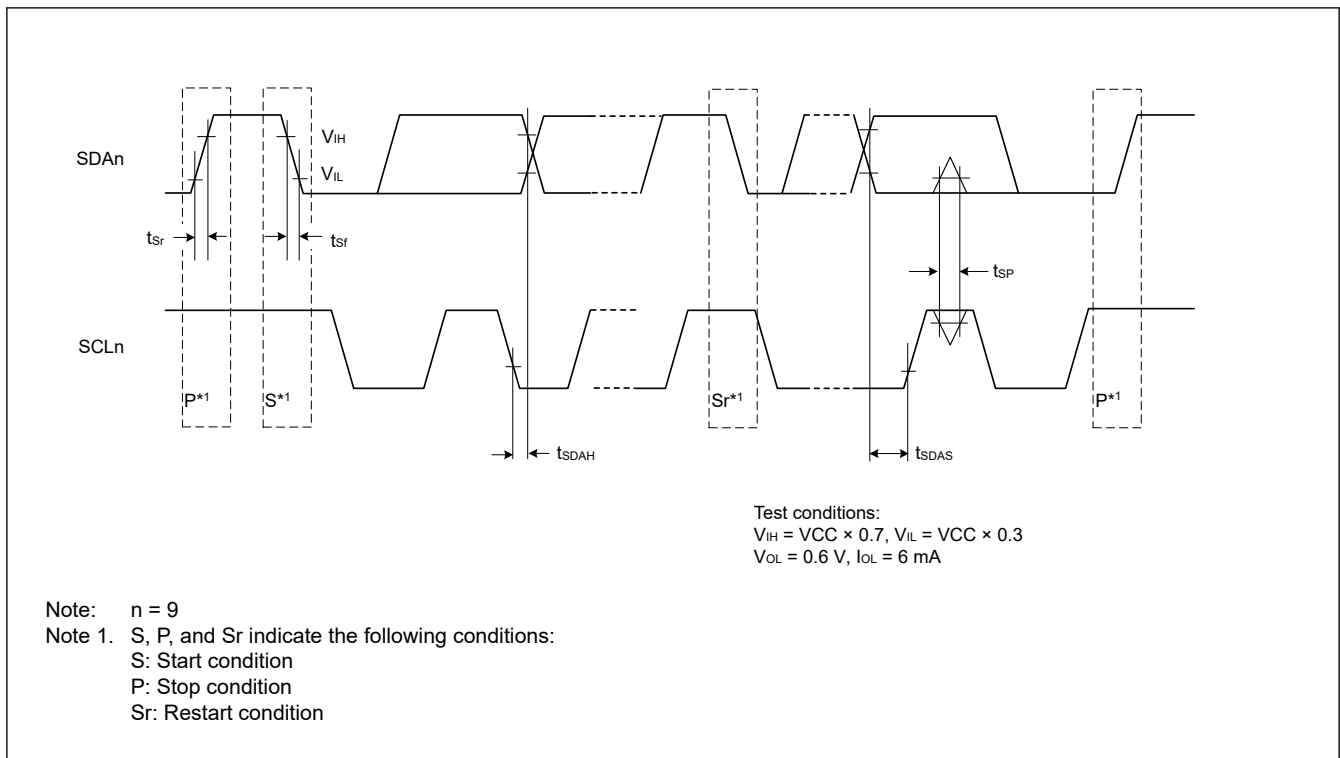 SDAn
VIH
VIL
tSr
tSf
tSP
SCLn
P*1
S*1
Sr*1
P*1
tSDAH
tSDAS
Test conditions:
VIH = VCC × 0.7, VIL = VCC × 0.3
VOL = 0.6 V, IOL = 6 mA
Note: n = 9
Note 1. S, P, and Sr indicate the following conditions:
S: Start condition
P: Stop condition
Sr: Restart condition